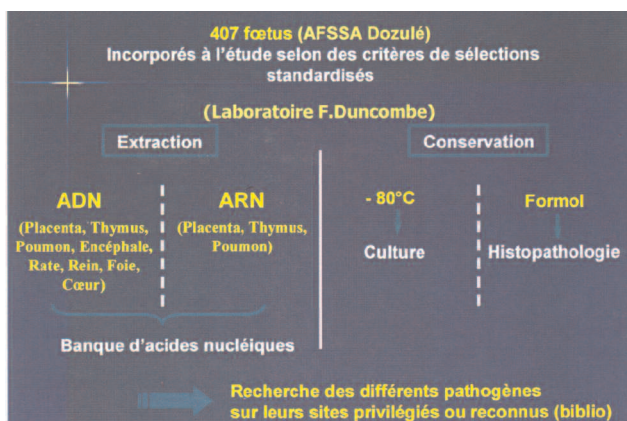 407 fœtus (AFSSA Dozulé)
Incorporés à l'étude selon des critères de sélections
standardisés
(Laboratoire F.Duncombe)
Extraction
Conservation
ADN
(Placenta, Thymus,
Poumon, Encéphale,
Rate, Rein, Foie,
Cœur)
ARN
(Placenta, Thymus,
Poumon)
- 80°C
Culture
Formol
Histopathologie
Banque d'acides nucléiques
Recherche des différents pathogènes
sur leurs sites privilégiés ou reconnus (biblio)